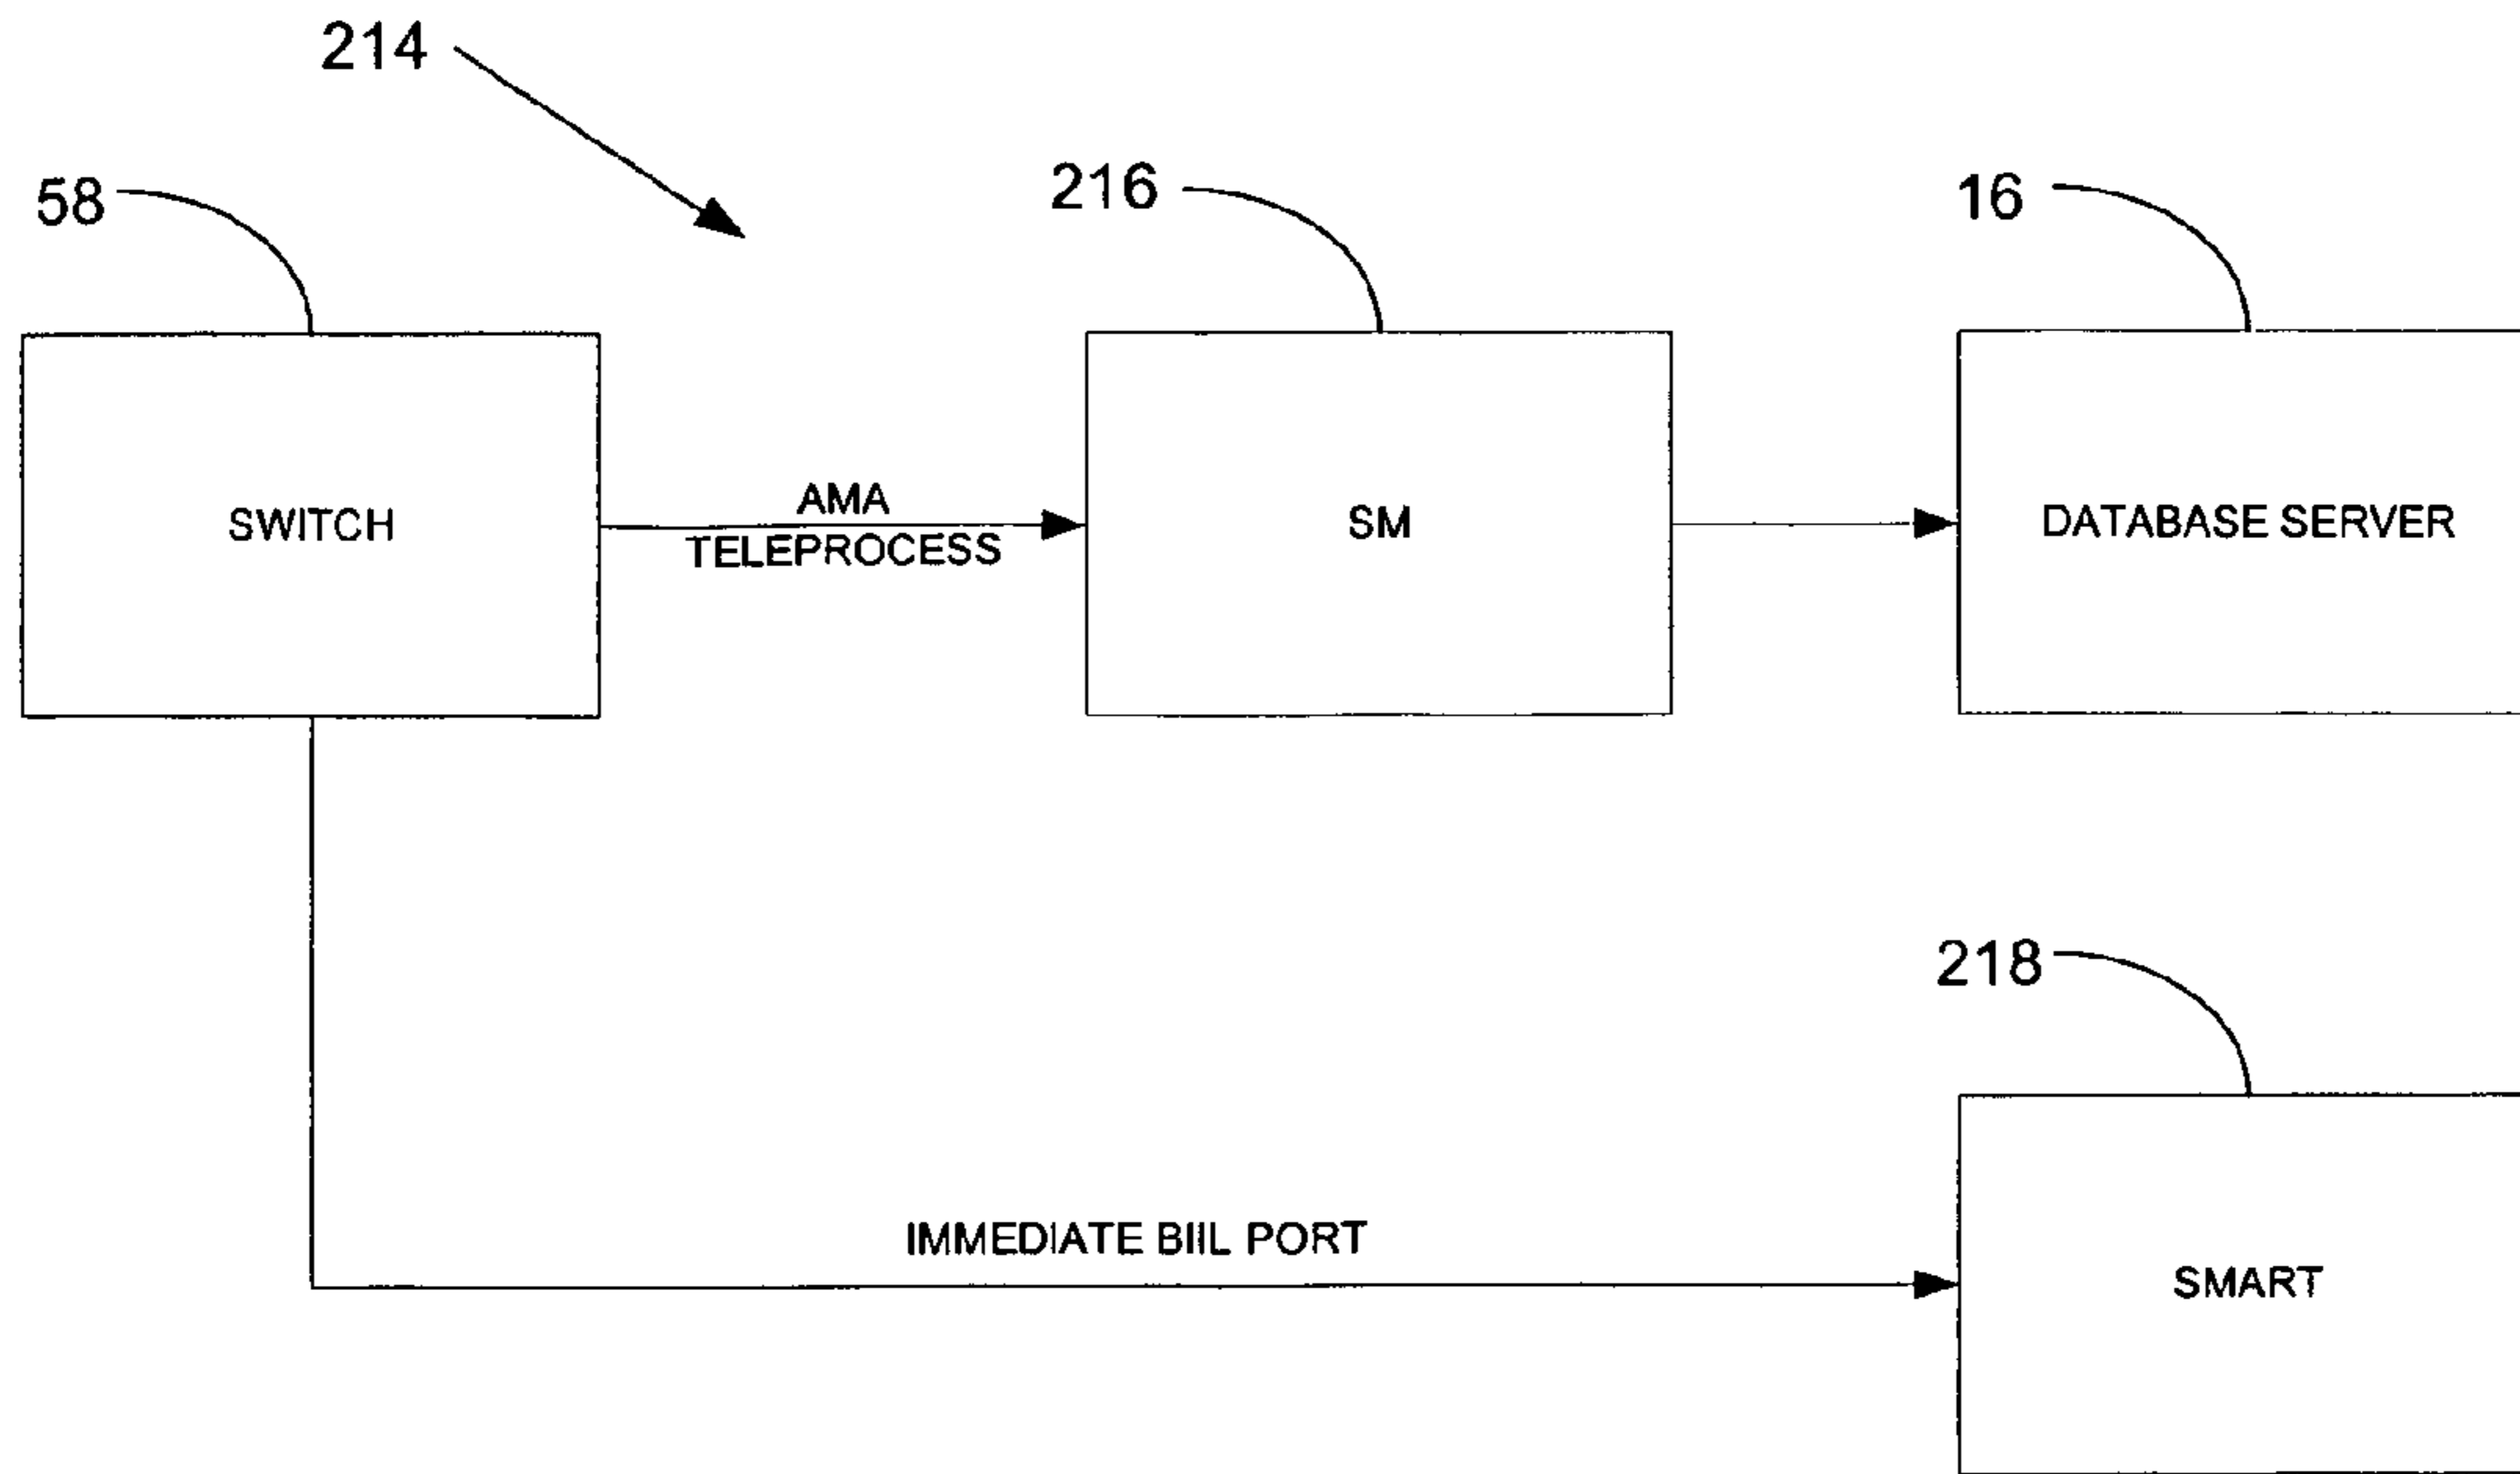 214
58
216
16
SWITCH
AMA
TELEPROCESS
SM
DATABASE SERVER
218
IMMEDIATE BIIL PORT
SMART